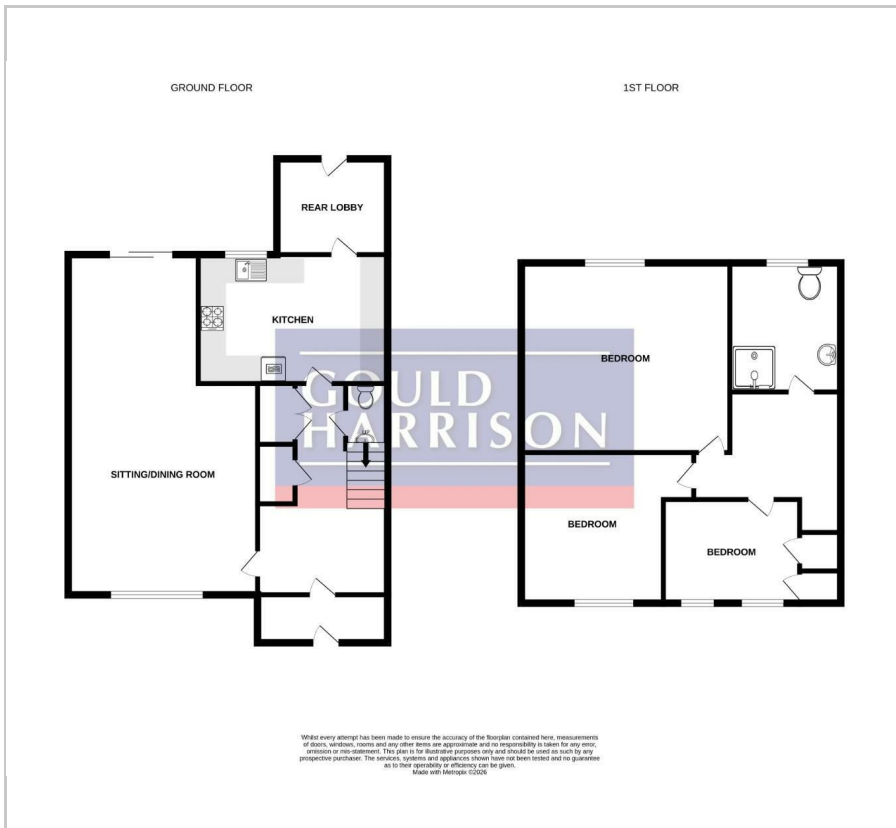 GROUND FLOOR
1ST FLOOR
REAR LOBBY
KITCHEN
BEDROOM
GOULD
HARRISON
UP
SITTING/DINING ROOM
BEDROOM
BEDROOM
Whilst every attempt has been made to ensure the accuracy of the floorplan contained here, measurements
of doors, windows, rooms and any other items are approximate and no responsibility is taken for any error,
omission or mis-statement. This plan is for illustrative purposes only and should be used as such by any
prospective purchaser. The services, systems and appliances shown have not been tested and no guarantee
as to their operability or efficiency can be given.
Made with Metropix ©2026